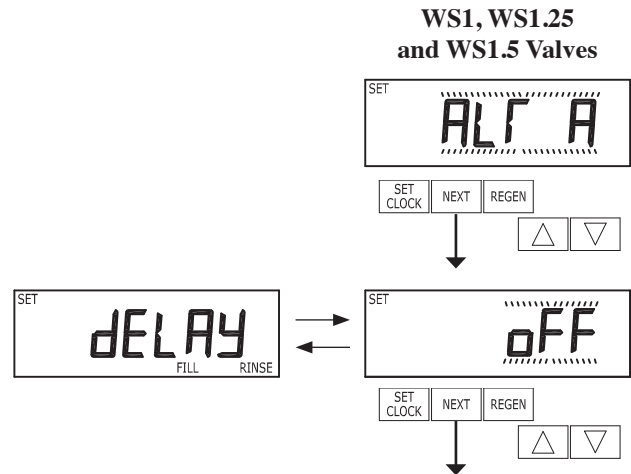 WS1, WS1.25
and WS1.5 Valves
SET
ALT A
SET CLOCK NEXT REGEN
SET
dELAY
FILL RINSE
SET
oFF
SET CLOCK NEXT REGEN